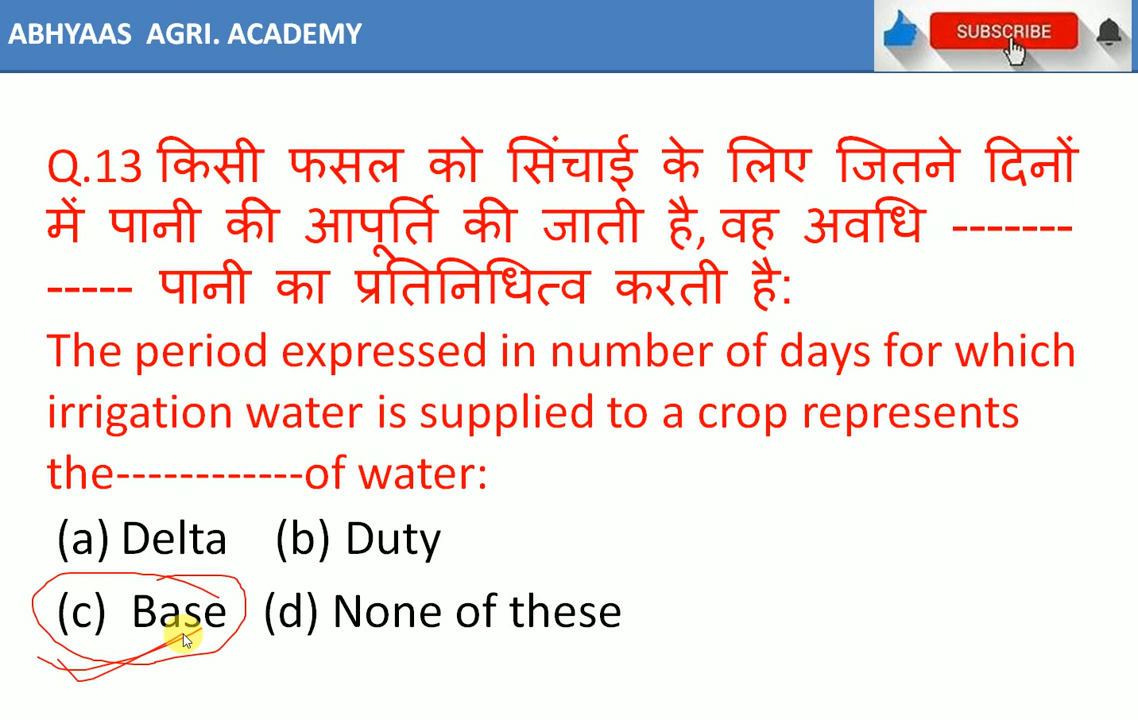 ABHYAAS AGRI. ACADEMY
SUBSCRIBE
Q.13 किसी फसल को सिंचाई के लिए जितने दिनों
में पानी की आपूर्ति की जाती है, वह अवधि -------
----- पानी का प्रतिनिधित्व करती है:
The period expressed in number of days for which
irrigation water is supplied to a crop represents
the------------of water:
(a) Delta (b) Duty
(c) Base (d) None of these